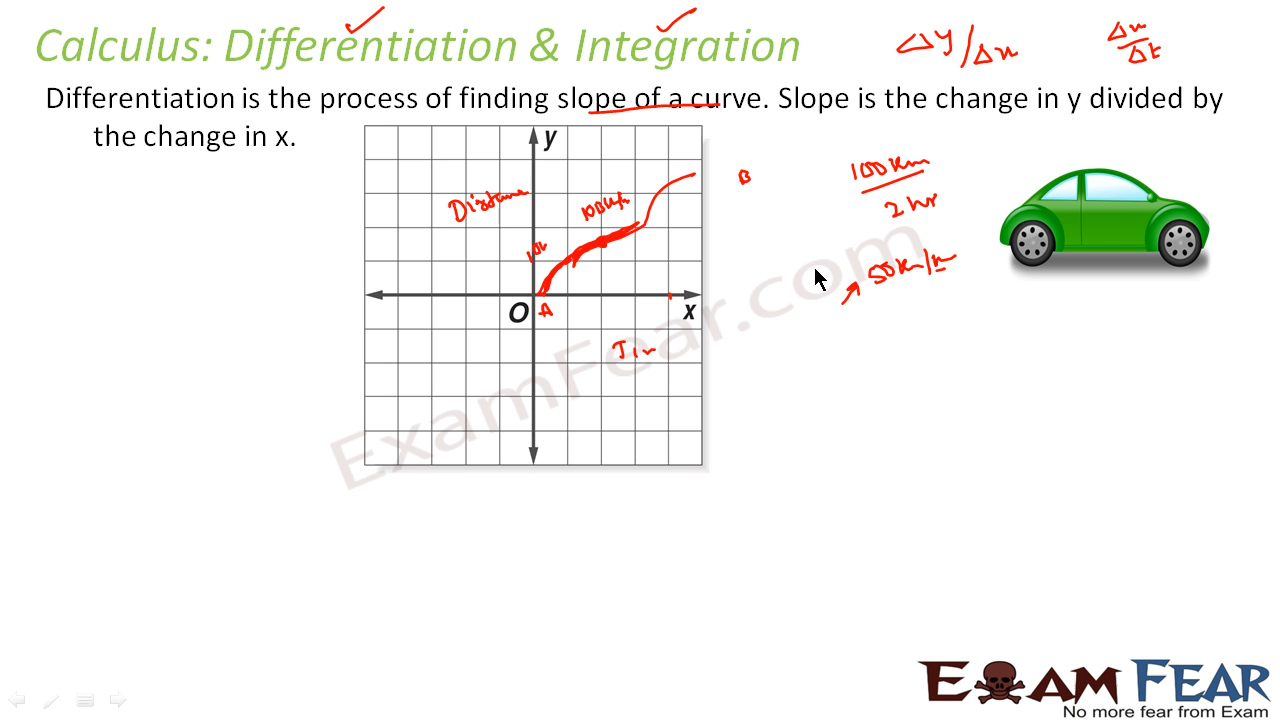 Calculus: Differentiation & Integration
Δy/Δx
Δx
Δt
Differentiation is the process of finding slope of a curve. Slope is the change in y divided by
the change in x.
y
Distance
B
100km
2 hr
50km/hr
O
A
x
Tim
ExamFear.com
EXAM FEAR
No more fear from Exam